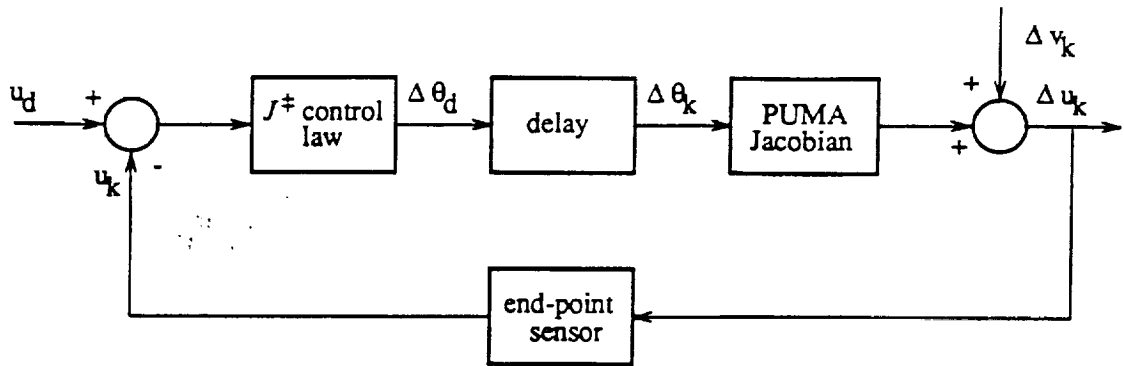 Δ v_k
u_d
+
J‡ control
law
Δ θ_d
delay
Δ θ_k
PUMA
Jacobian
+
+
Δ u_k
u_k
-
end-point
sensor